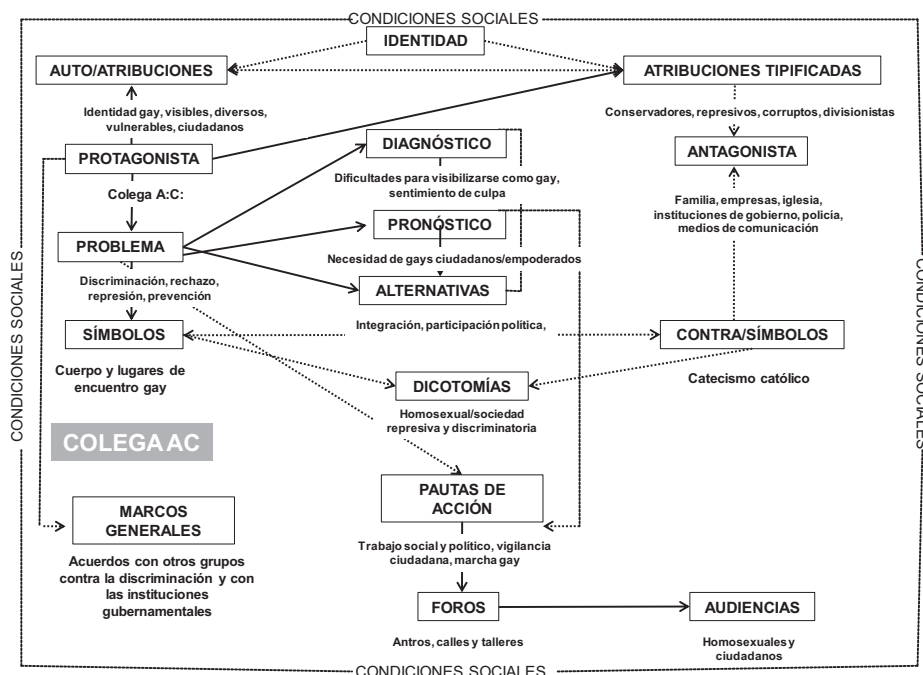 CONDICIONES SOCIALES
IDENTIDAD
AUTO/ATRIBUCIONES
ATRIBUCIONES TIPIFICADAS
Identidad gay, visibles, diversos,
vulnerables, ciudadanos
Conservadores, represivos, corruptos, divisionistas
PROTAGONISTA
DIAGNÓSTICO
ANTAGONISTA
Dificultades para visibilizarse como gay,
sentimiento de culpa
Colega A:C:
Familia, empresas, iglesia,
instituciones de gobierno, policía,
medios de comunicación
PRONÓSTICO
PROBLEMA
Necesidad de gays ciudadanos/empoderados
Discriminación, rechazo,
represión, prevención
ALTERNATIVAS
CONDICIONES SOCIALES
CONDICIONES SOCIALES
SÍMBOLOS
Integración, participación política,
CONTRA/SÍMBOLOS
Cuerpo y lugares de
encuentro gay
DICOTOMÍAS
Catecismo católico
Homosexual/sociedad
represiva y discriminatoria
COLEGA AC
PAUTAS DE
ACCIÓN
MARCOS
GENERALES
Trabajo social y político, vigilancia
ciudadana, marcha gay
Acuerdos con otros grupos
contra la discriminación y con
las instituciones
gubernamentales
FOROS
AUDIENCIAS
Antros, calles y talleres
Homosexuales y
ciudadanos
CONDICIONES SOCIALES